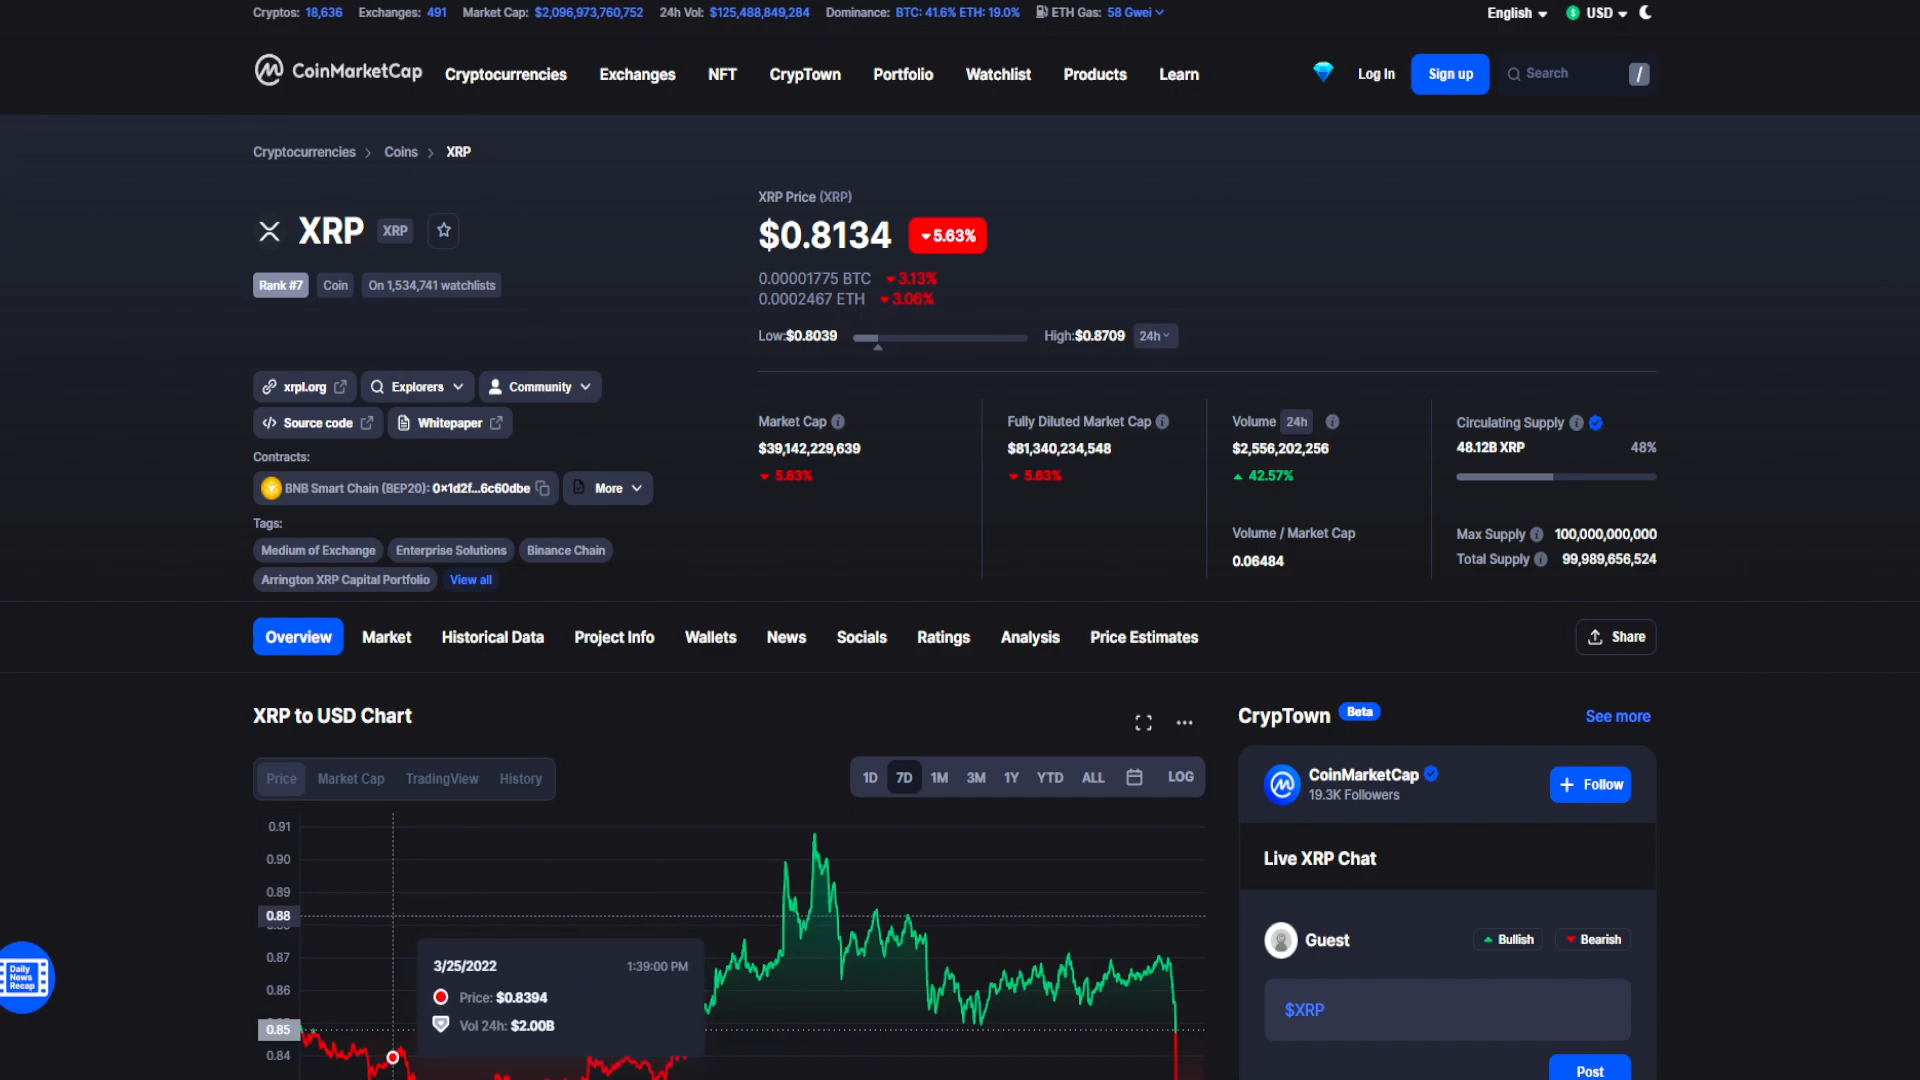 Cryptos: 18,636 Exchanges: 491 Market Cap: $2,096,973,760,752 24h Vol: $125,488,849,284 Dominance: BTC: 41.6% ETH: 19.0% ETH Gas: 58 Gwei English USD
CoinMarketCap Cryptocurrencies Exchanges NFT CrypTown Portfolio Watchlist Products Learn Log In Sign up Search /
Cryptocurrencies Coins XRP
XRP Price (XRP)
XRP XRP $0.8134 5.63%
0.00001775 BTC 3.13%
Rank #7 Coin On 1,534,741 watchlists
0.0002467 ETH 3.06%
Low:$0.8039 High:$0.8709 24h
xrpl.org Explorers Community
Source code Whitepaper
Market Cap Fully Diluted Market Cap Volume 24h Circulating Supply
$39,142,229,639 $81,340,234,548 $2,556,202,256 48.12B XRP 48%
5.63% 5.63% 42.57%
Contracts:
BNB Smart Chain (BEP20): 0x1d2f...6c60dbe More
Volume / Market Cap Max Supply 100,000,000,000
0.06484 Total Supply 99,989,656,524
Tags:
Medium of Exchange Enterprise Solutions Binance Chain
Arrington XRP Capital Portfolio View all
Overview Market Historical Data Project Info Wallets News Socials Ratings Analysis Price Estimates Share
XRP to USD Chart
Price Market Cap TradingView History 1D 7D 1M 3M 1Y YTD ALL LOG
0.91
0.90
0.89
0.88
0.87
0.86
0.85
0.84
3/25/2022 1:39:00 PM
Price: $0.8394
Vol 24h: $2.00B
CrypTown Beta See more
CoinMarketCap
19.3K Followers
+ Follow
Live XRP Chat
Guest Bullish Bearish
$XRP
Post
Daily
News
Recap